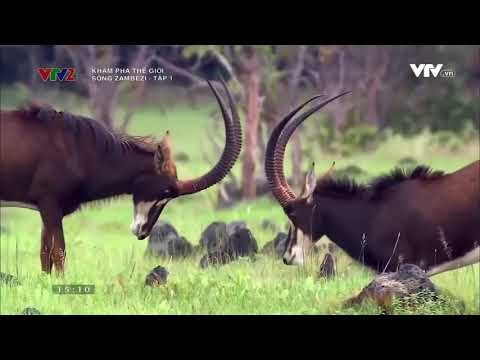 VTV2
KHÁM PHÁ THẾ GIỚI
SÔNG ZAMBEZI - TẬP 1
VTV.vn
15:10